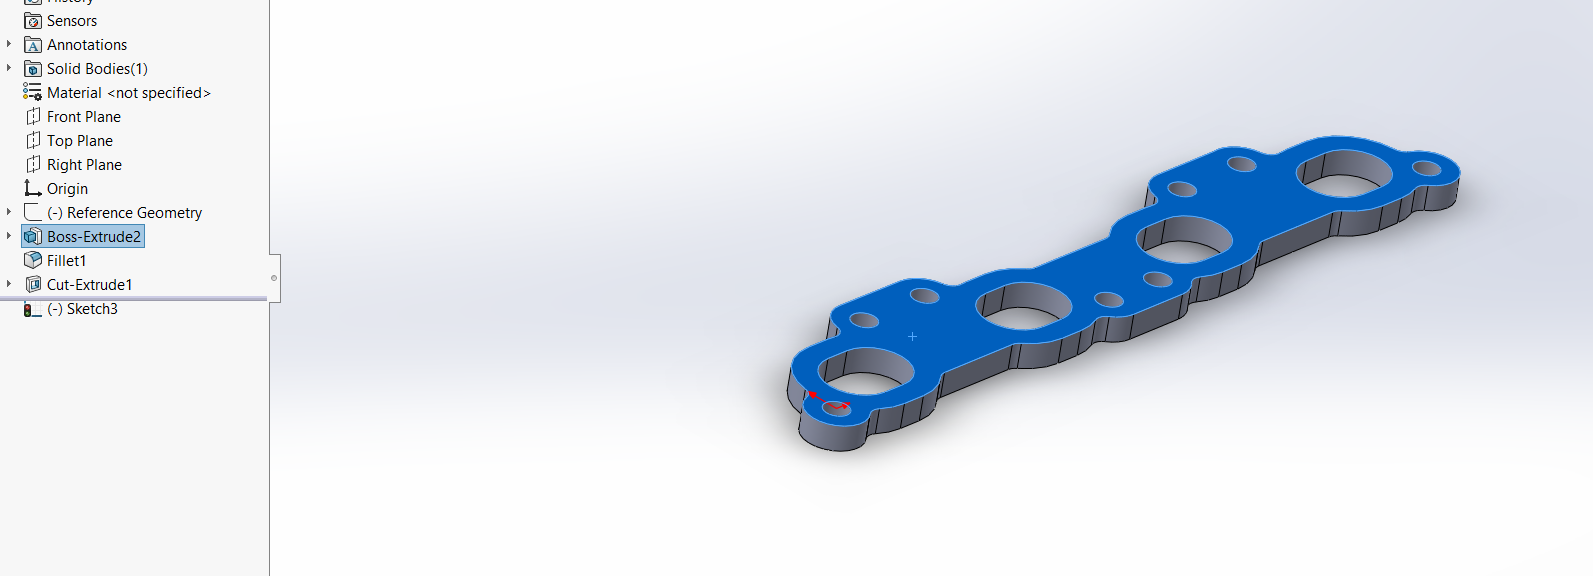 History
Sensors
Annotations
Solid Bodies(1)
Material <not specified>
Front Plane
Top Plane
Right Plane
Origin
(-) Reference Geometry
Boss-Extrude2
Fillet1
Cut-Extrude1
(-) Sketch3